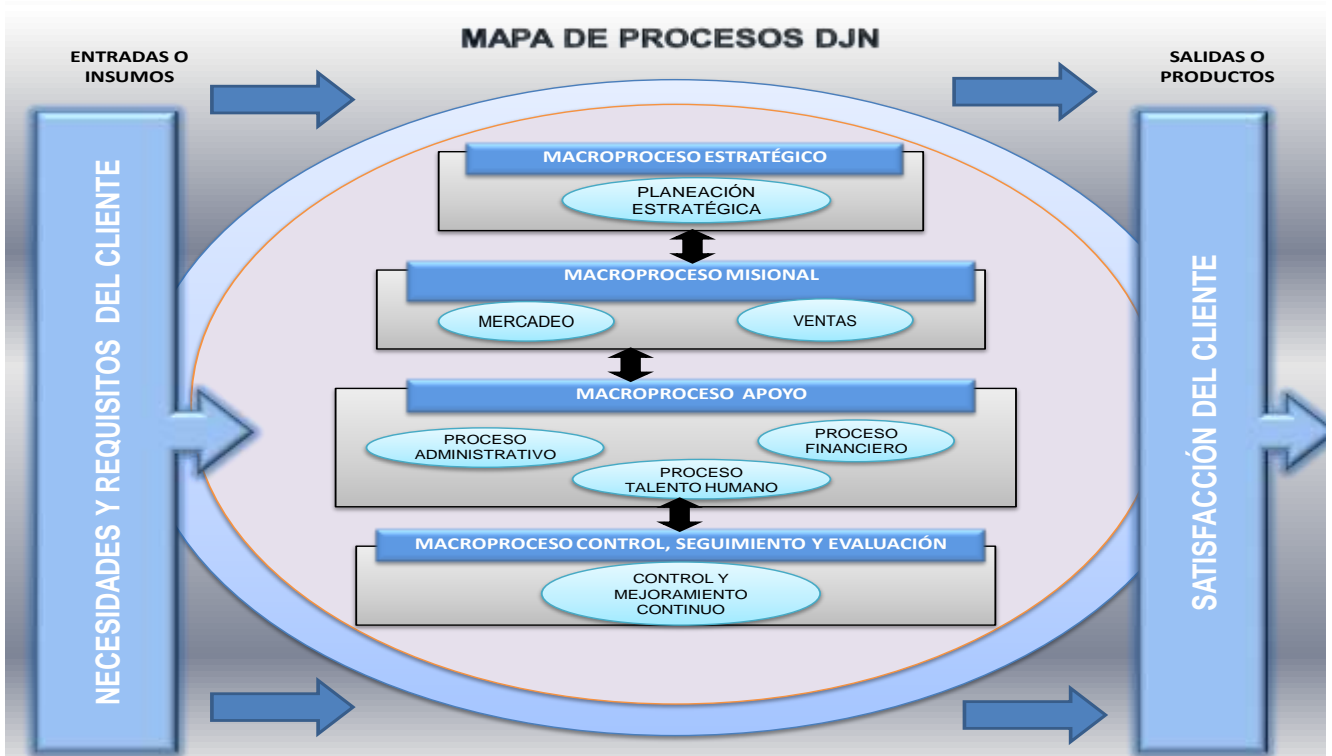 MAPA DE PROCESOS DJN
ENTRADAS O
INSUMOS
SALIDAS O
PRODUCTOS
NECESIDADES Y REQUISITOS DEL CLIENTE
MACROPROCESO ESTRATÉGICO
PLANEACIÓN
ESTRATÉGICA
MACROPROCESO MISIONAL
MERCADEO
VENTAS
MACROPROCESO APOYO
PROCESO
ADMINISTRATIVO
PROCESO
FINANCIERO
PROCESO
TALENTO HUMANO
MACROPROCESO CONTROL, SEGUIMIENTO Y EVALUACIÓN
CONTROL Y
MEJORAMIENTO
CONTINUO
SATISFACCIÓN DEL CLIENTE